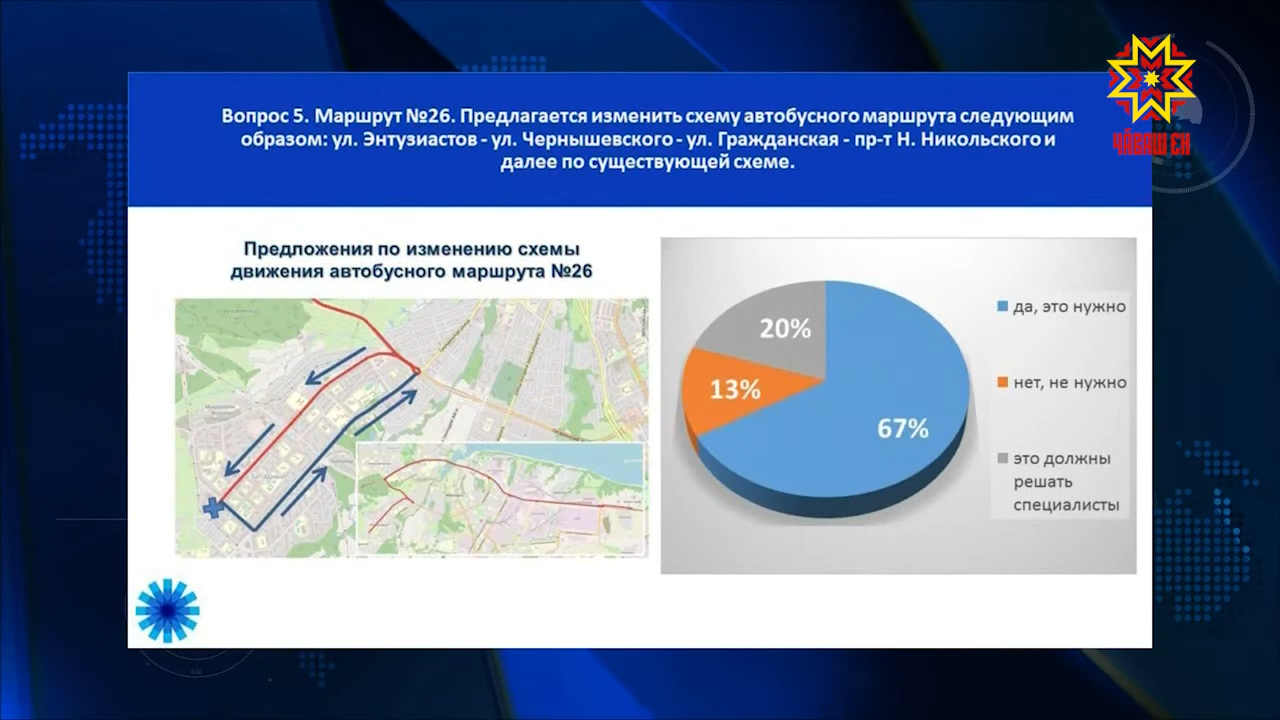 Вопрос 5. Маршрут №26. Предлагается изменить схему автобусного маршрута следующим
образом: ул. Энтузиастов - ул. Чернышевского - ул. Гражданская - пр-т Н. Никольского и
далее по существующей схеме.
ЧӐВАШ ЕН
Предложения по изменению схемы
движения автобусного маршрута №26
20%
13%
67%
да, это нужно
нет, не нужно
это должны
решать
специалисты